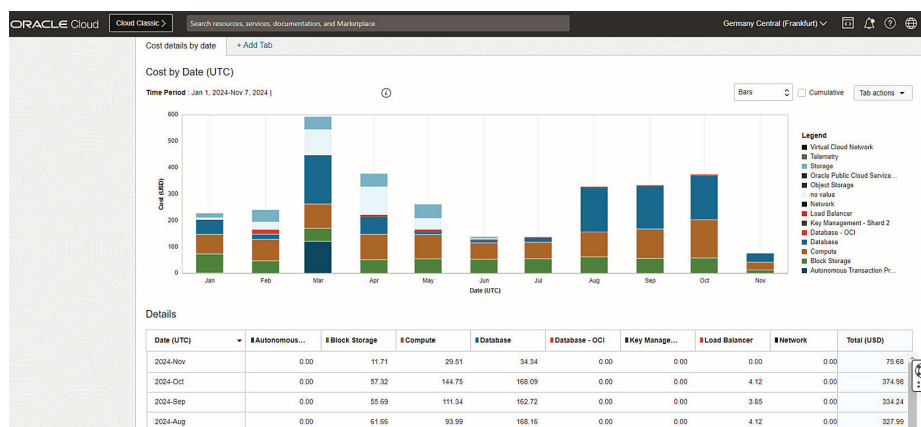 ORACLE Cloud Cloud Classic > Search resources, services, documentation, and Marketplace Germany Central (Frankfurt)
Cost details by date + Add Tab
Cost by Date (UTC)
Time Period : Jan 1, 2024-Nov 7, 2024 | Bars Cumulative Tab actions
600
500
400
300
200
100
0
Cost (USD)
Jan Feb Mar Apr May Jun Jul Aug Sep Oct Nov
Date (UTC)
Legend
Virtual Cloud Network
Telemetry
Storage
Oracle Public Cloud Service...
Object Storage
no value
Network
Load Balancer
Key Management - Shard 2
Database - OCI
Database
Compute
Block Storage
Autonomous Transaction Pr...
Details
Date (UTC) Autonomous... Block Storage Compute Database Database - OCI Key Manage... Load Balancer Network Total (USD)
2024-Nov 0.00 11.71 29.51 34.34 0.00 0.00 0.00 0.00 75.68
2024-Oct 0.00 57.32 144.75 168.09 0.00 0.00 4.12 0.00 374.98
2024-Sep 0.00 55.69 111.34 162.72 0.00 0.00 3.85 0.00 334.24
2024-Aug 0.00 61.66 93.99 168.16 0.00 0.00 4.12 0.00 327.99